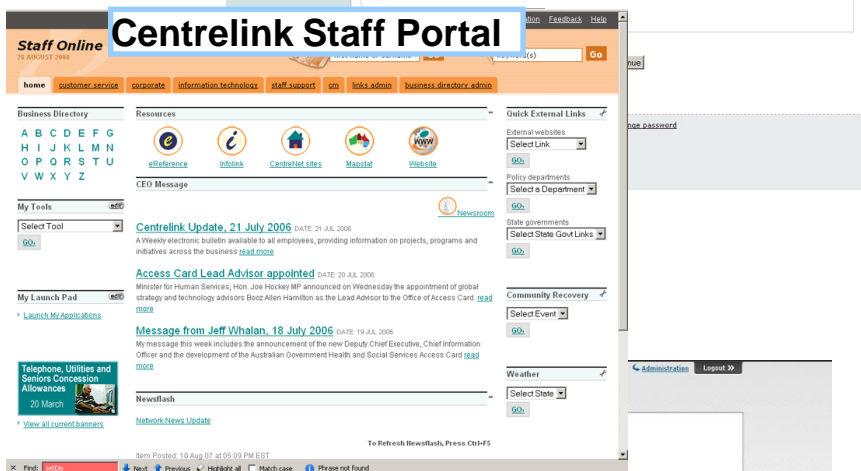 Centrelink Staff Portal
Feedback Help
Staff Online
28 AUGUST 2008
Go
home customer service corporate information technology staff support cm links admin business directory admin
Business Directory
A B C D E F G
H I J K L M N
O P Q R S T U
V W X Y Z
My Tools
Select Tool
GO
My Launch Pad
Launch My Applications
Telephone, Utilities and
Seniors Concession
Allowances
20 March
View all current banners
Resources
eReference Infolink CentreNet sites Mapstat Website
CEO Message
Newsroom
Centrelink Update, 21 July 2006 DATE: 21 JUL 2006
A Weekly electronic bulletin available to all employees, providing information on projects, programs and
initiatives across the business read more
Access Card Lead Advisor appointed DATE: 20 JUL 2006
Minister for Human Services, Hon. Joe Hockey MP announced on Wednesday the appointment of global
strategy and technology advisors Booz Allen Hamilton as the Lead Advisor to the Office of Access Card. read
more
Message from Jeff Whalan, 18 July 2006 DATE: 19 JUL 2006
My message this week includes the announcement of the new Deputy Chief Executive, Chief Information
Officer and the development of the Australian Government Health and Social Services Access Card read
more
Newsflash
Network News Update
To Refresh Newsflash, Press Ctrl+F5
Item Posted: 10 Aug 07 at 05:09 PM EST
Quick External Links
External websites
Select Link
GO
Policy departments
Select a Department
GO
State governments
Select State Govt Links
GO
Community Recovery
Select Event
GO
Weather
Select State
GO
password
Administration Logout »
× Find: setDis Next Previous Highlight all Match case Phrase not found